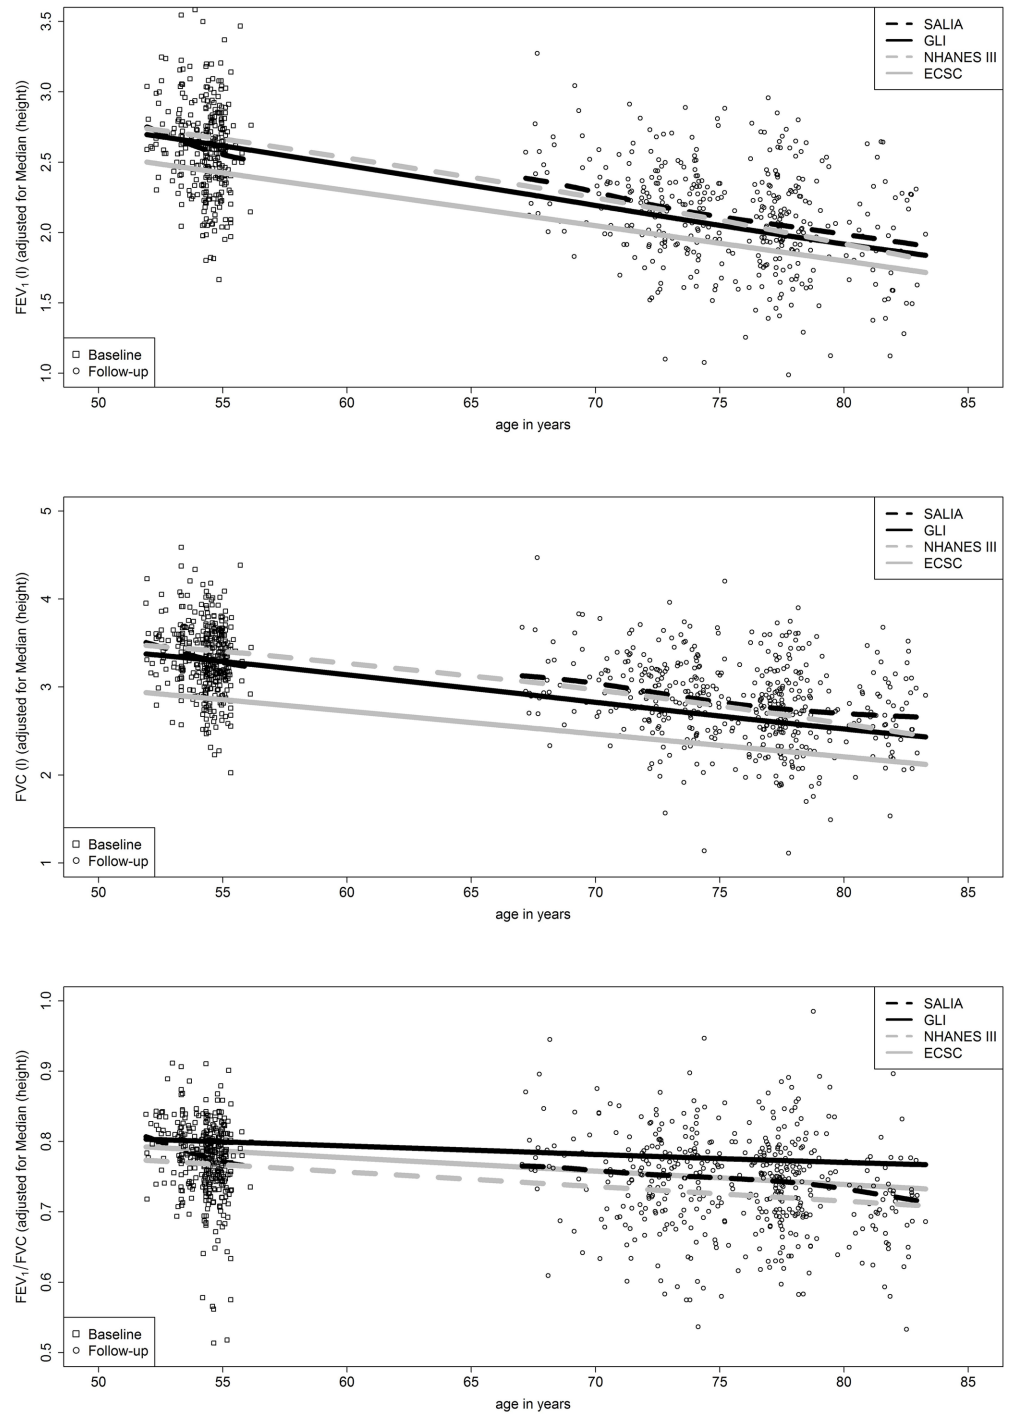 FEV₁ (l) (adjusted for Median (height))
3.5
3.0
2.5
2.0
1.5
1.0
SALIA
GLI
NHANES III
ECSC
Baseline
Follow-up
50 55 60 65 70 75 80 85
age in years
FVC (l) (adjusted for Median (height))
5
4
3
2
1
SALIA
GLI
NHANES III
ECSC
Baseline
Follow-up
50 55 60 65 70 75 80 85
age in years
FEV₁/FVC (adjusted for Median (height))
1.0
0.9
0.8
0.7
0.6
0.5
SALIA
GLI
NHANES III
ECSC
Baseline
Follow-up
50 55 60 65 70 75 80 85
age in years